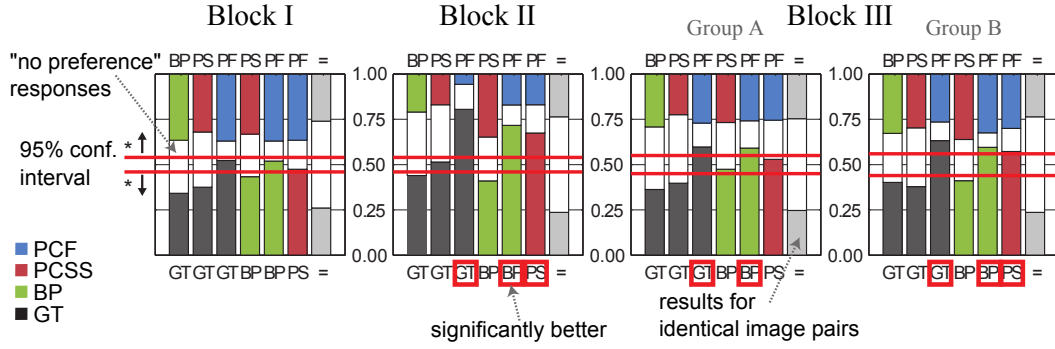 Block I
Block II
Block III
Group A
Group B
"no preference"
responses
BP PS PF PS PF PF =
BP PS PF PS PF PF =
BP PS PF PS PF PF =
BP PS PF PS PF PF =
1.00
0.75
0.50
0.25
0.00
1.00
0.75
0.50
0.25
0.00
1.00
0.75
0.50
0.25
0.00
95% conf.
interval
*
*
GT GT GT BP BP PS =
GT GT GT BP BP PS =
GT GT GT BP BP PS =
GT GT GT BP BP PS =
PCF
PCSS
BP
GT
significantly better
results for
identical image pairs